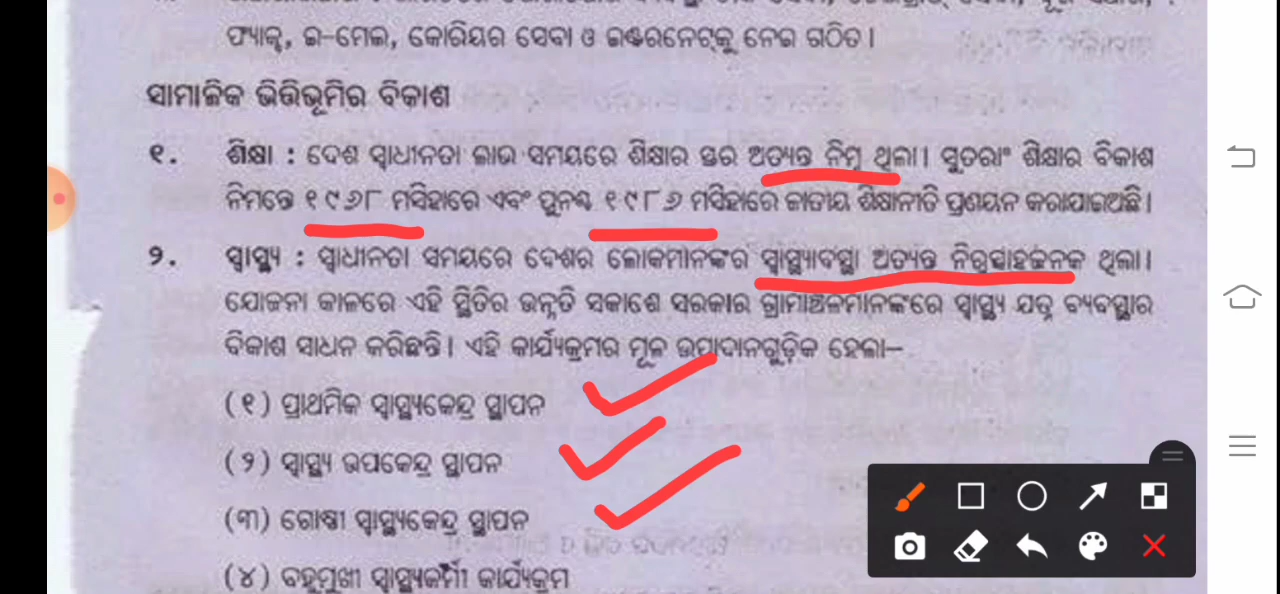 ଫ୍ୟାକ୍ସ, ଇ-ମେଲ, କୋରିୟର ସେବା ଓ ଇଣ୍ଟରନେଟ୍‌କୁ ନେଇ ଗଠିତ।
ସାମାଜିକ ଭିତ୍ତିଭୂମିର ବିକାଶ
୧. ଶିକ୍ଷା : ଦେଶ ସ୍ୱାଧୀନତା ଲାଭ ସମୟରେ ଶିକ୍ଷାର ସ୍ତର ଅତ୍ୟନ୍ତ ନିମ୍ନ ଥିଲା। ସୁତରାଂ ଶିକ୍ଷାର ବିକାଶ
ନିମନ୍ତେ ୧୯୬୮ ମସିହାରେ ଏବଂ ପୁନଶ୍ଚ ୧୯୮୬ ମସିହାରେ ଜାତୀୟ ଶିକ୍ଷାନୀତି ପ୍ରଣୟନ କରାଯାଇଅଛି।
୨. ସ୍ୱାସ୍ଥ୍ୟ : ସ୍ୱାଧୀନତା ସମୟରେ ଦେଶର ଲୋକମାନଙ୍କର ସ୍ୱାସ୍ଥ୍ୟାବସ୍ଥା ଅତ୍ୟନ୍ତ ନିରୁତ୍ସାହଜନକ ଥିଲା।
ଯୋଜନା କାଳରେ ଏହି ସ୍ଥିତିର ଉନ୍ନତି ସକାଶେ ସରକାର ଗ୍ରାମାଞ୍ଚଳମାନଙ୍କରେ ସ୍ୱାସ୍ଥ୍ୟ ଯତ୍ନ ବ୍ୟବସ୍ଥାର
ବିକାଶ ସାଧନ କରିଛନ୍ତି। ଏହି କାର୍ଯ୍ୟକ୍ରମର ମୂଳ ଉପାଦାନଗୁଡ଼ିକ ହେଲା–
(୧) ପ୍ରାଥମିକ ସ୍ୱାସ୍ଥ୍ୟକେନ୍ଦ୍ର ସ୍ଥାପନ
(୨) ସ୍ୱାସ୍ଥ୍ୟ ଉପକେନ୍ଦ୍ର ସ୍ଥାପନ
(୩) ଗୋଷ୍ଠୀ ସ୍ୱାସ୍ଥ୍ୟକେନ୍ଦ୍ର ସ୍ଥାପନ
(୪) ବହୁମୁଖୀ ସ୍ୱାସ୍ଥ୍ୟକର୍ମୀ କାର୍ଯ୍ୟକ୍ରମ